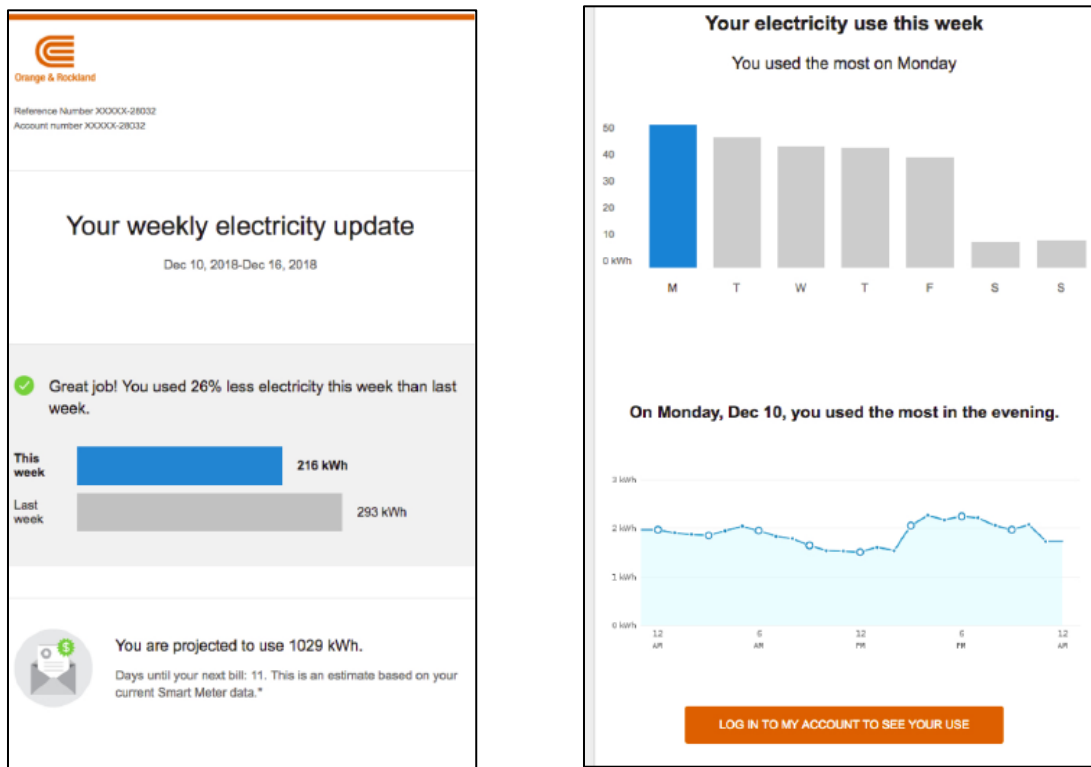 Orange & Rockland
Reference Number XXXXX-28032
Account number XXXXX-28032
Your weekly electricity update
Dec 10, 2018-Dec 16, 2018
Great job! You used 26% less electricity this week than last
week.
This
week
216 kWh
Last
week
293 kWh
You are projected to use 1029 kWh.
Days until your next bill: 11. This is an estimate based on your
current Smart Meter data.*
Your electricity use this week
You used the most on Monday
50
40
30
20
10
0 kWh
M T W T F S S
On Monday, Dec 10, you used the most in the evening.
3 kWh
2 kWh
1 kWh
0 kWh
12 6 12 6 12
AM AM PM PM AM
LOG IN TO MY ACCOUNT TO SEE YOUR USE